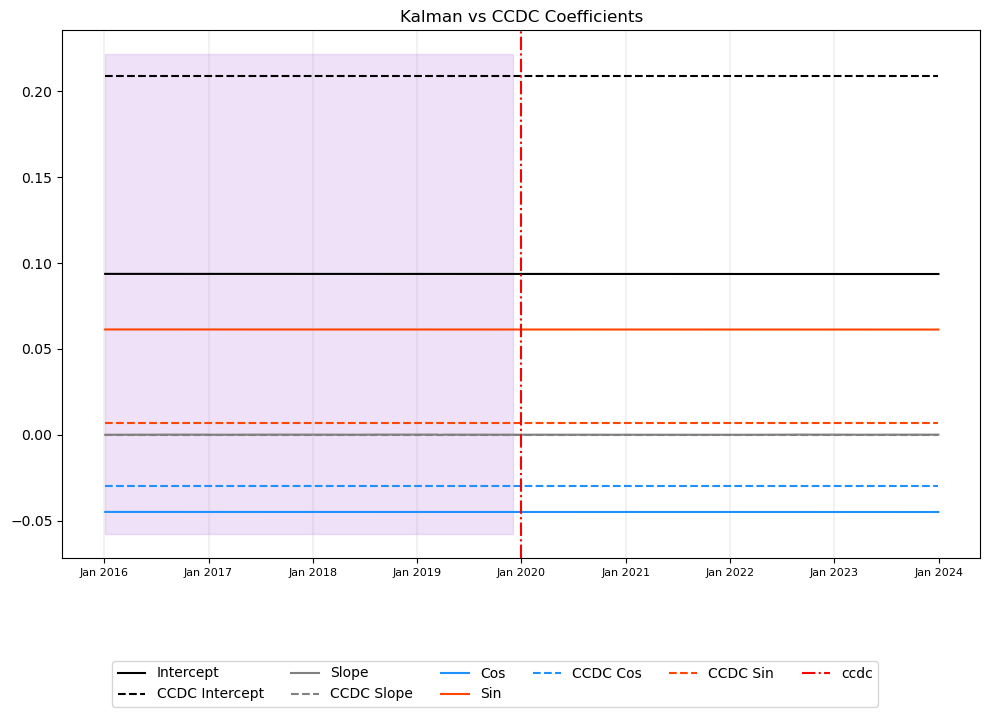 Kalman vs CCDC Coefficients
0.20
0.15
0.10
0.05
0.00
−0.05
Jan 2016 Jan 2017 Jan 2018 Jan 2019 Jan 2020 Jan 2021 Jan 2022 Jan 2023 Jan 2024
Intercept Slope Cos CCDC Cos CCDC Sin ccdc
CCDC Intercept CCDC Slope Sin